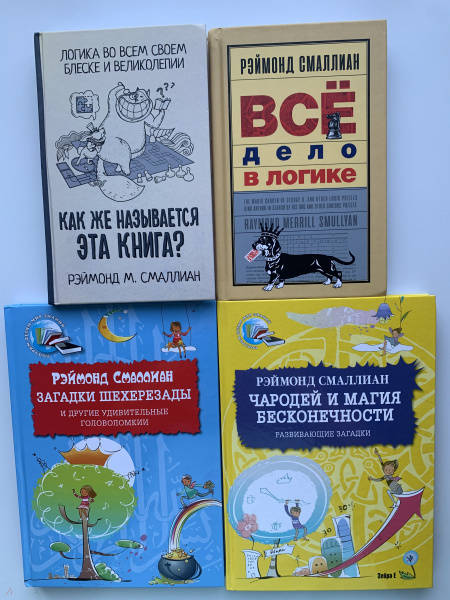 ЛОГИКА ВО ВСЕМ СВОЕМ
БЛЕСКЕ И ВЕЛИКОЛЕПИИ
КАК ЖЕ НАЗЫВАЕТСЯ
ЭТА КНИГА?
РЭЙМОНД М. СМАЛЛИАН
РЭЙМОНД СМАЛЛИАН
ВСЁ
ДЕЛО
В ЛОГИКЕ
RAYMOND MERRILL SMULLYAN
РЭЙМОНД СМАЛЛИАН
ЗАГАДКИ ШЕХЕРЕЗАДЫ
И ДРУГИЕ УДИВИТЕЛЬНЫЕ
ГОЛОВОЛОМКИ
РЭЙМОНД СМАЛЛИАН
ЧАРОДЕЙ И МАГИЯ
БЕСКОНЕЧНОСТИ
РАЗВИВАЮЩИЕ ЗАГАДКИ
Зебра Е